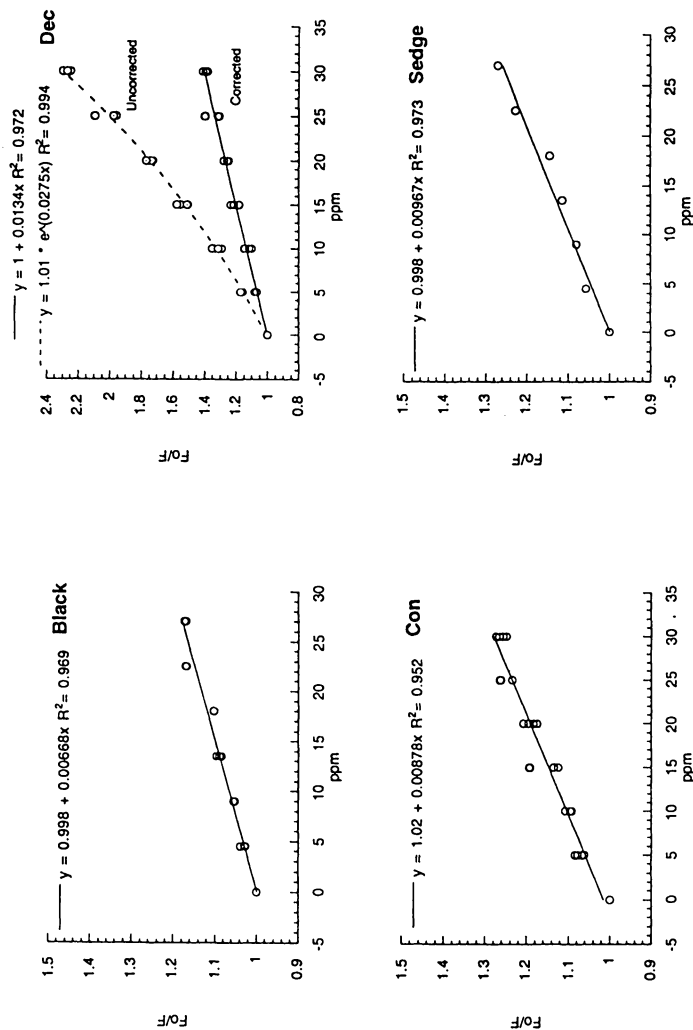 y = 0.998 + 0.00668x R²= 0.969
Black
1.5
1.4
1.3
1.2
1.1
1
0.9
Fo/F
-5 0 5 10 15 20 25 30
ppm
y = 1 + 0.0134x R²= 0.972
y = 1.01 * e^(0.0275x) R²= 0.994
Dec
2.4
2.2
2
1.8
1.6
1.4
1.2
1
0.8
Fo/F
Uncorrected
Corrected
-5 0 5 10 15 20 25 30 35
ppm
y = 1.02 + 0.00878x R²= 0.952
Con
1.5
1.4
1.3
1.2
1.1
1
0.9
Fo/F
-5 0 5 10 15 20 25 30 35
ppm
y = 0.998 + 0.00967x R²= 0.973
Sedge
1.5
1.4
1.3
1.2
1.1
1
0.9
Fo/F
-5 0 5 10 15 20 25 30
ppm